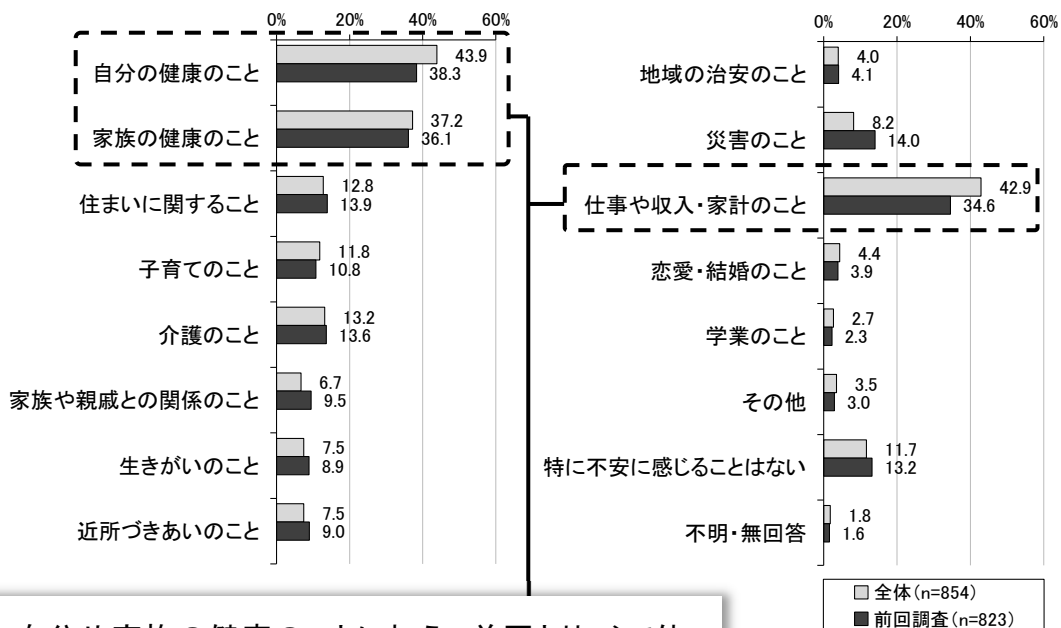 0% 20% 40% 60%
自分の健康のこと 43.9 38.3
家族の健康のこと 37.2 36.1
住まいに関すること 12.8 13.9
子育てのこと 11.8 10.8
介護のこと 13.2 13.6
家族や親戚との関係のこと 6.7 9.5
生きがいのこと 7.5 8.9
近所づきあいのこと 7.5 9.0
0% 20% 40% 60%
地域の治安のこと 4.0 4.1
災害のこと 8.2 14.0
仕事や収入・家計のこと 42.9 34.6
恋愛・結婚のこと 4.4 3.9
学業のこと 2.7 2.3
その他 3.5 3.0
特に不安に感じることはない 11.7 13.2
不明・無回答 1.8 1.6
全体(n=854)
前回調査(n=823)